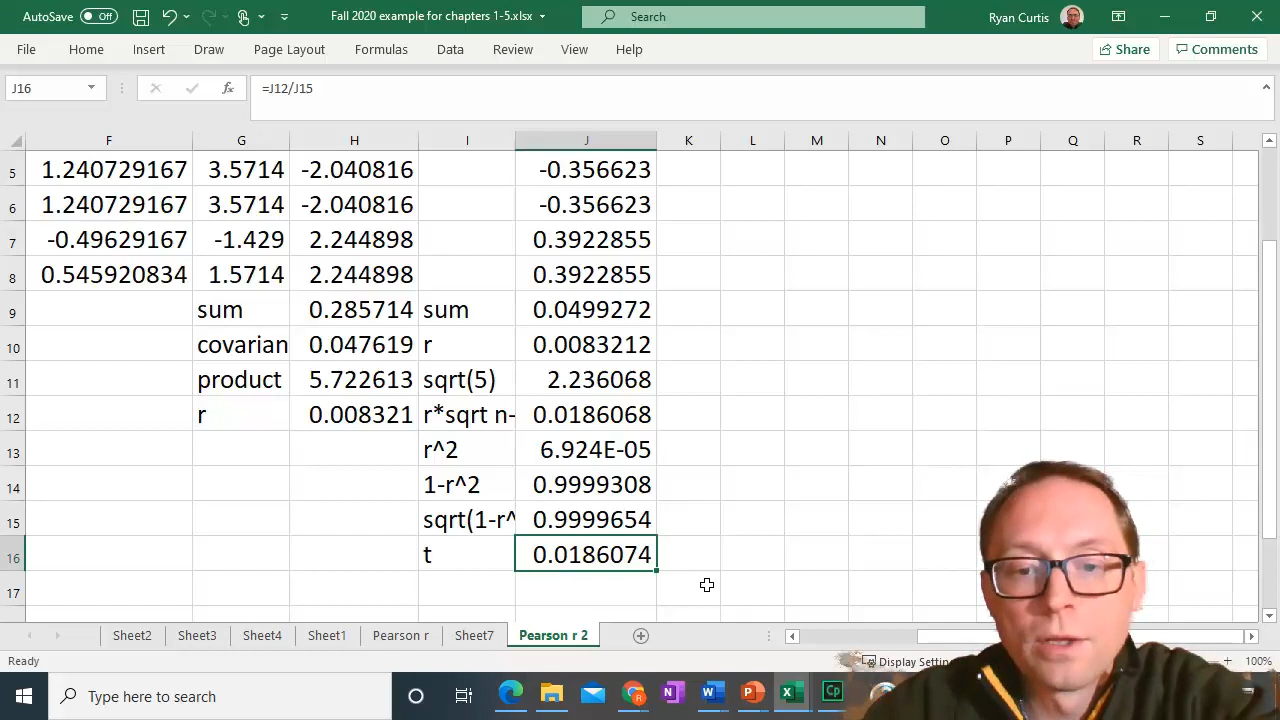 AutoSave Off Fall 2020 example for chapters 1-5.xlsx Search Ryan Curtis
File Home Insert Draw Page Layout Formulas Data Review View Help Share Comments
J16 fx =J12/J15
F G H I J K L M N O P Q R S
5 1.240729167 3.5714 -2.040816 -0.356623
6 1.240729167 3.5714 -2.040816 -0.356623
7 -0.49629167 -1.429 2.244898 0.3922855
8 0.545920834 1.5714 2.244898 0.3922855
9 sum 0.285714 sum 0.0499272
10 covarian 0.047619 r 0.0083212
11 product 5.722613 sqrt(5) 2.236068
12 r 0.008321 r*sqrt n- 0.0186068
13 r^2 6.924E-05
14 1-r^2 0.9999308
15 sqrt(1-r^ 0.9999654
16 t 0.0186074
17
Sheet2 Sheet3 Sheet4 Sheet1 Pearson r Sheet7 Pearson r 2
Ready Display 100%
Type here to search